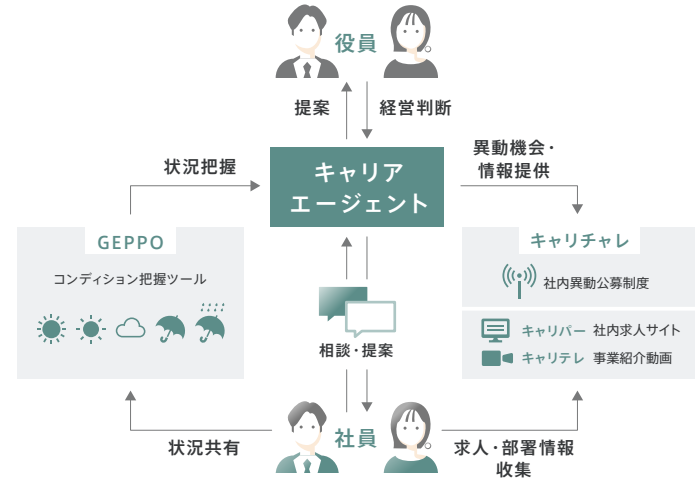 役員
提案
経営判断
キャリア
エージェント
状況把握
異動機会・
情報提供
GEPPO
コンディション把握ツール
キャリチャレ
社内異動公募制度
キャリバー 社内求人サイト
キャリテレ 事業紹介動画
相談・提案
社員
状況共有
求人・部署情報
収集